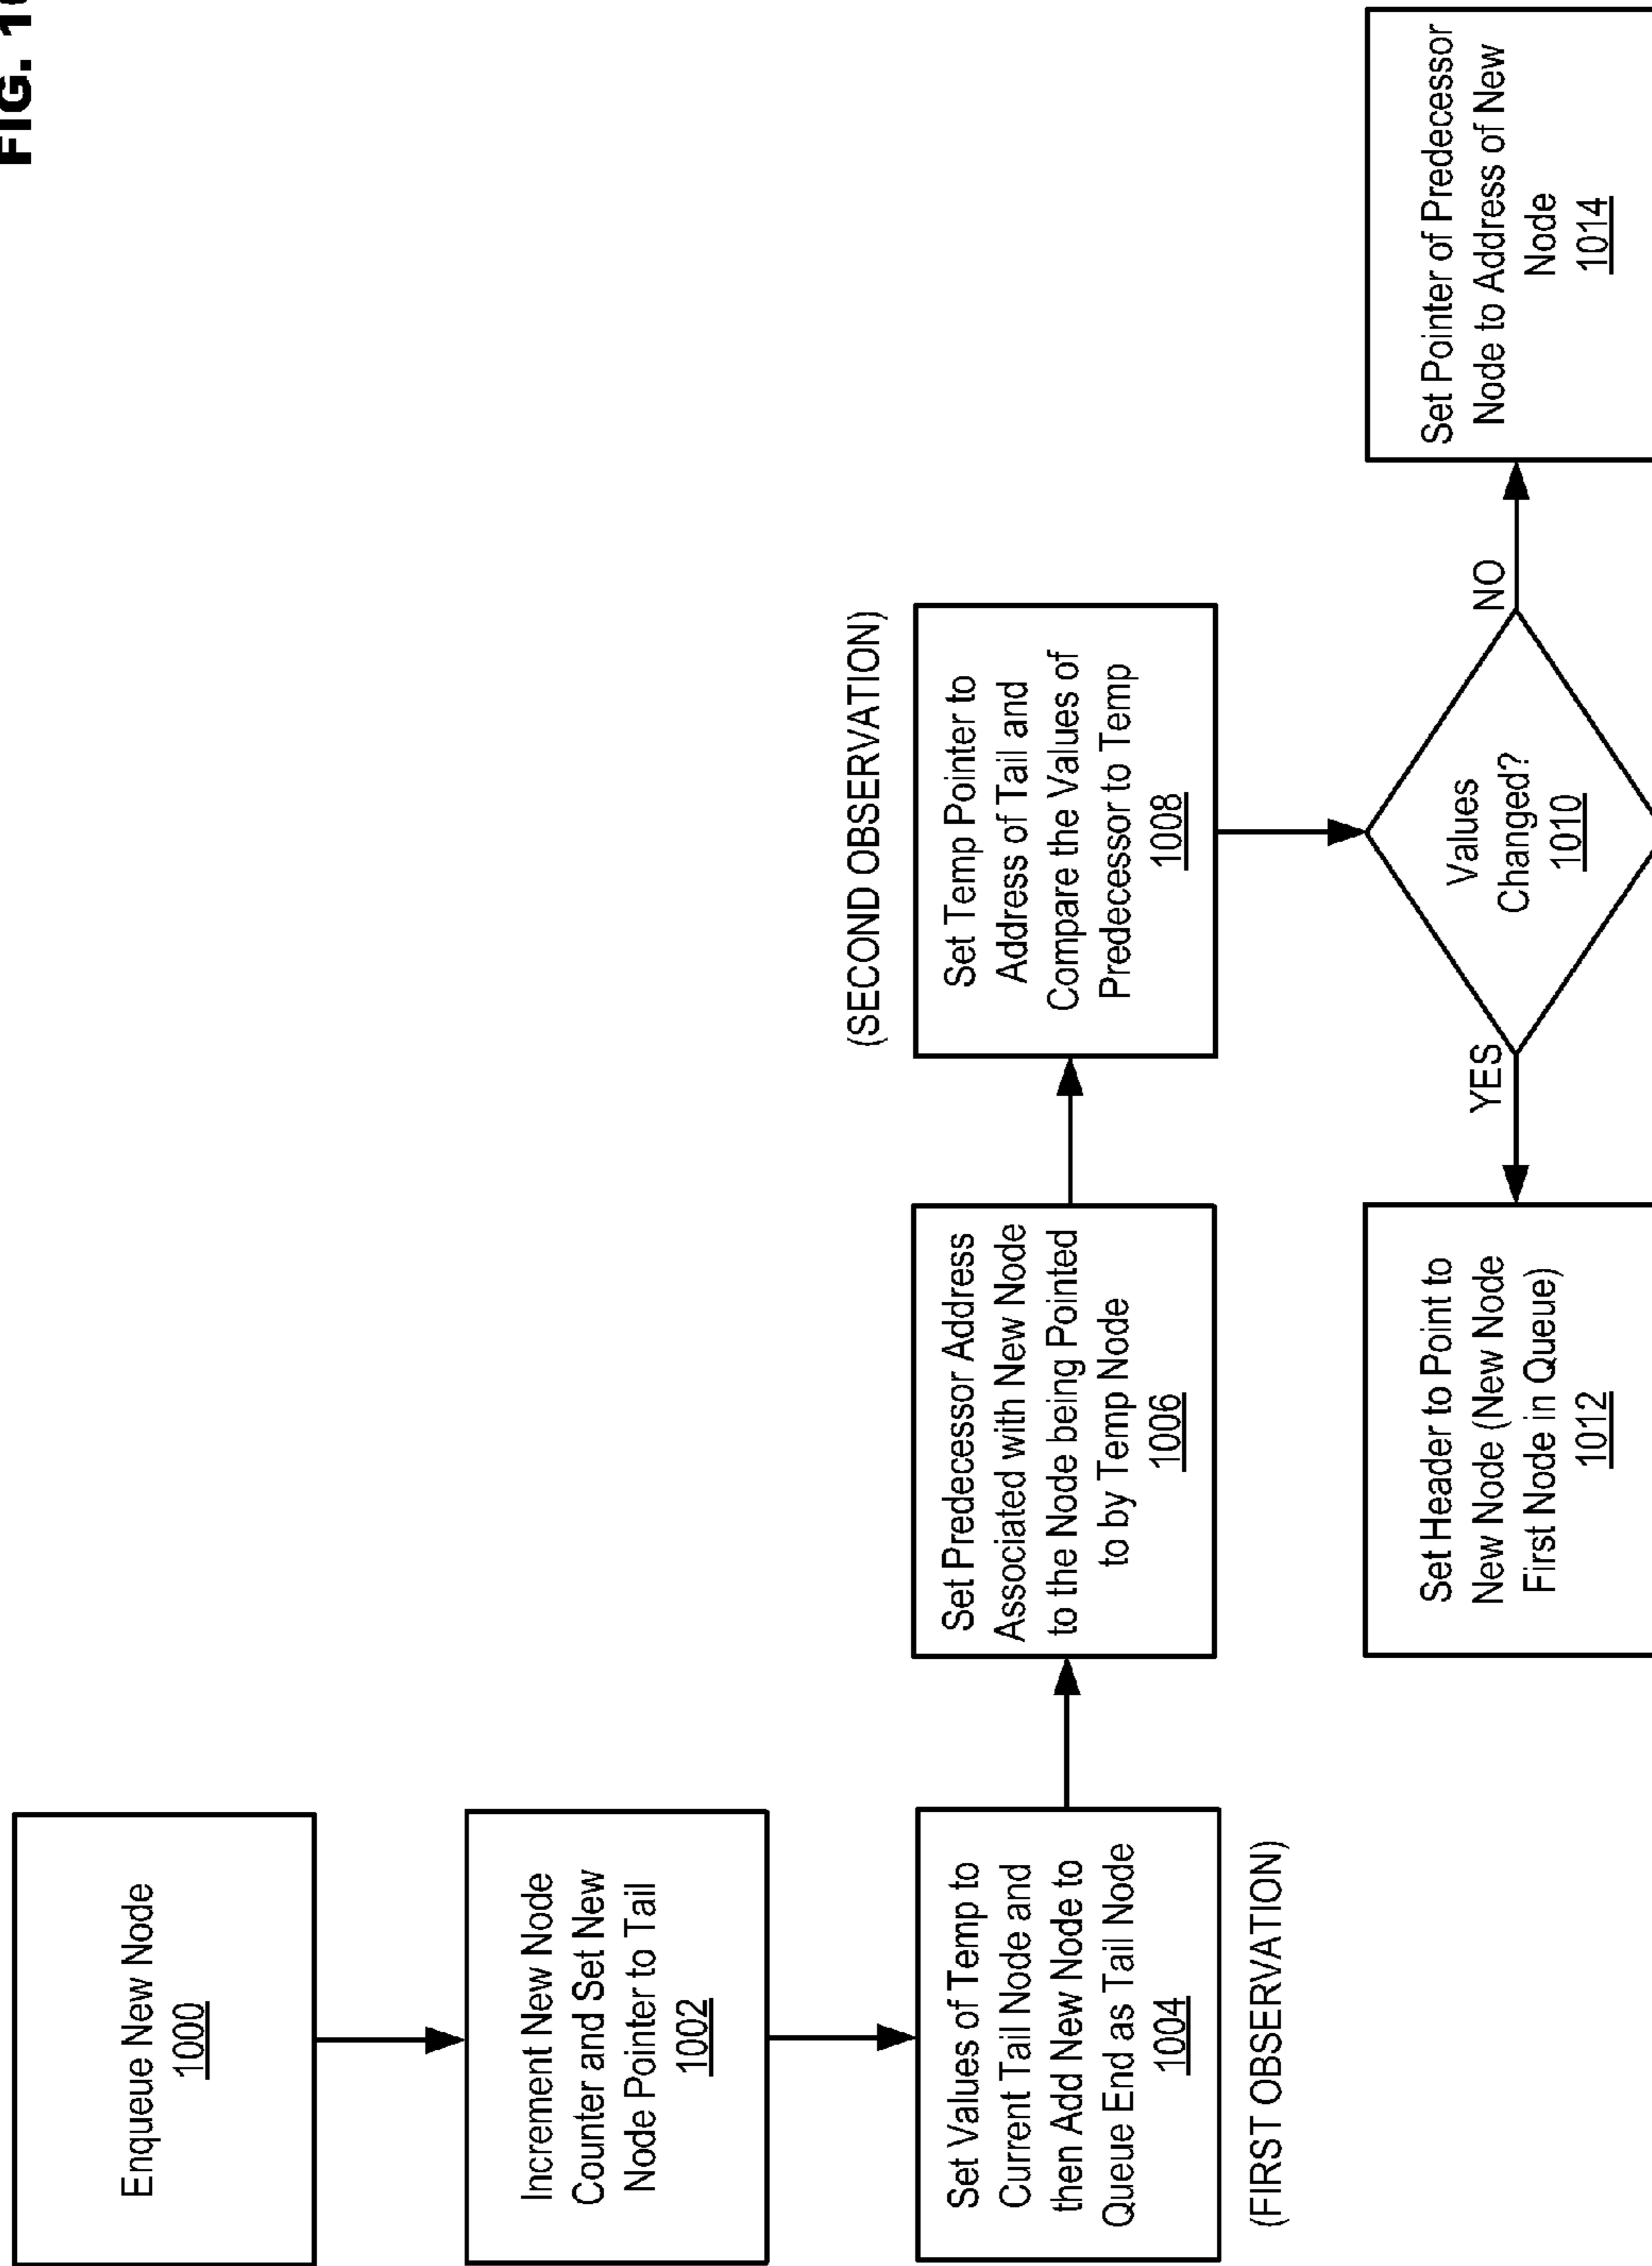 FIG. 10
Enqueue New Node
1000
Increment New Node
Counter and Set New
Node Pointer to Tail
1002
Set Values of Temp to
Current Tail Node and
then Add New Node to
Queue End as Tail Node
1004
(FIRST OBSERVATION)
Set Predecessor Address
Associated with New Node
to the Node being Pointed
to by Temp Node
1006
(SECOND OBSERVATION)
Set Temp Pointer to
Address of Tail and
Compare the Values of
Predecessor to Temp
1008
Values
Changed?
1010
YES
NO
Set Header to Point to
New Node (New Node
First Node in Queue)
1012
Set Pointer of Predecessor
Node to Address of New
Node
1014